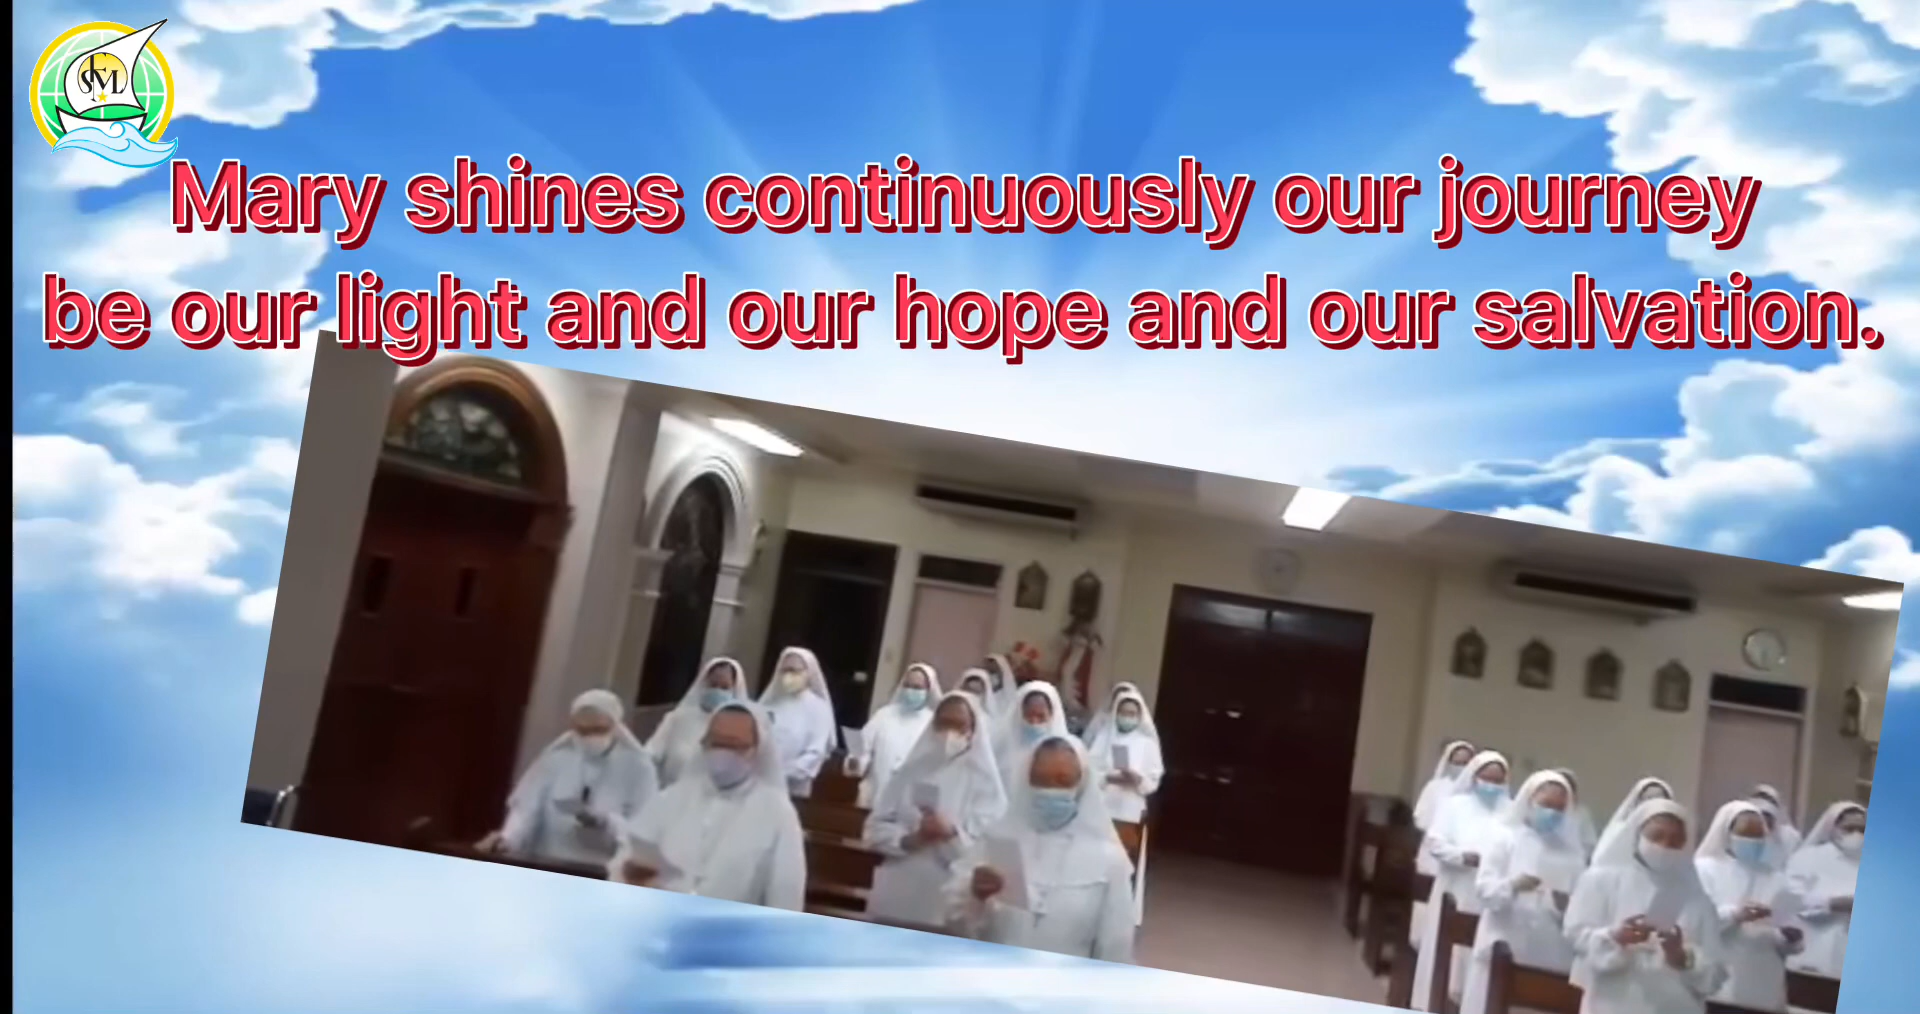 Mary shines continuously our journey
be our light and our hope and our salvation.